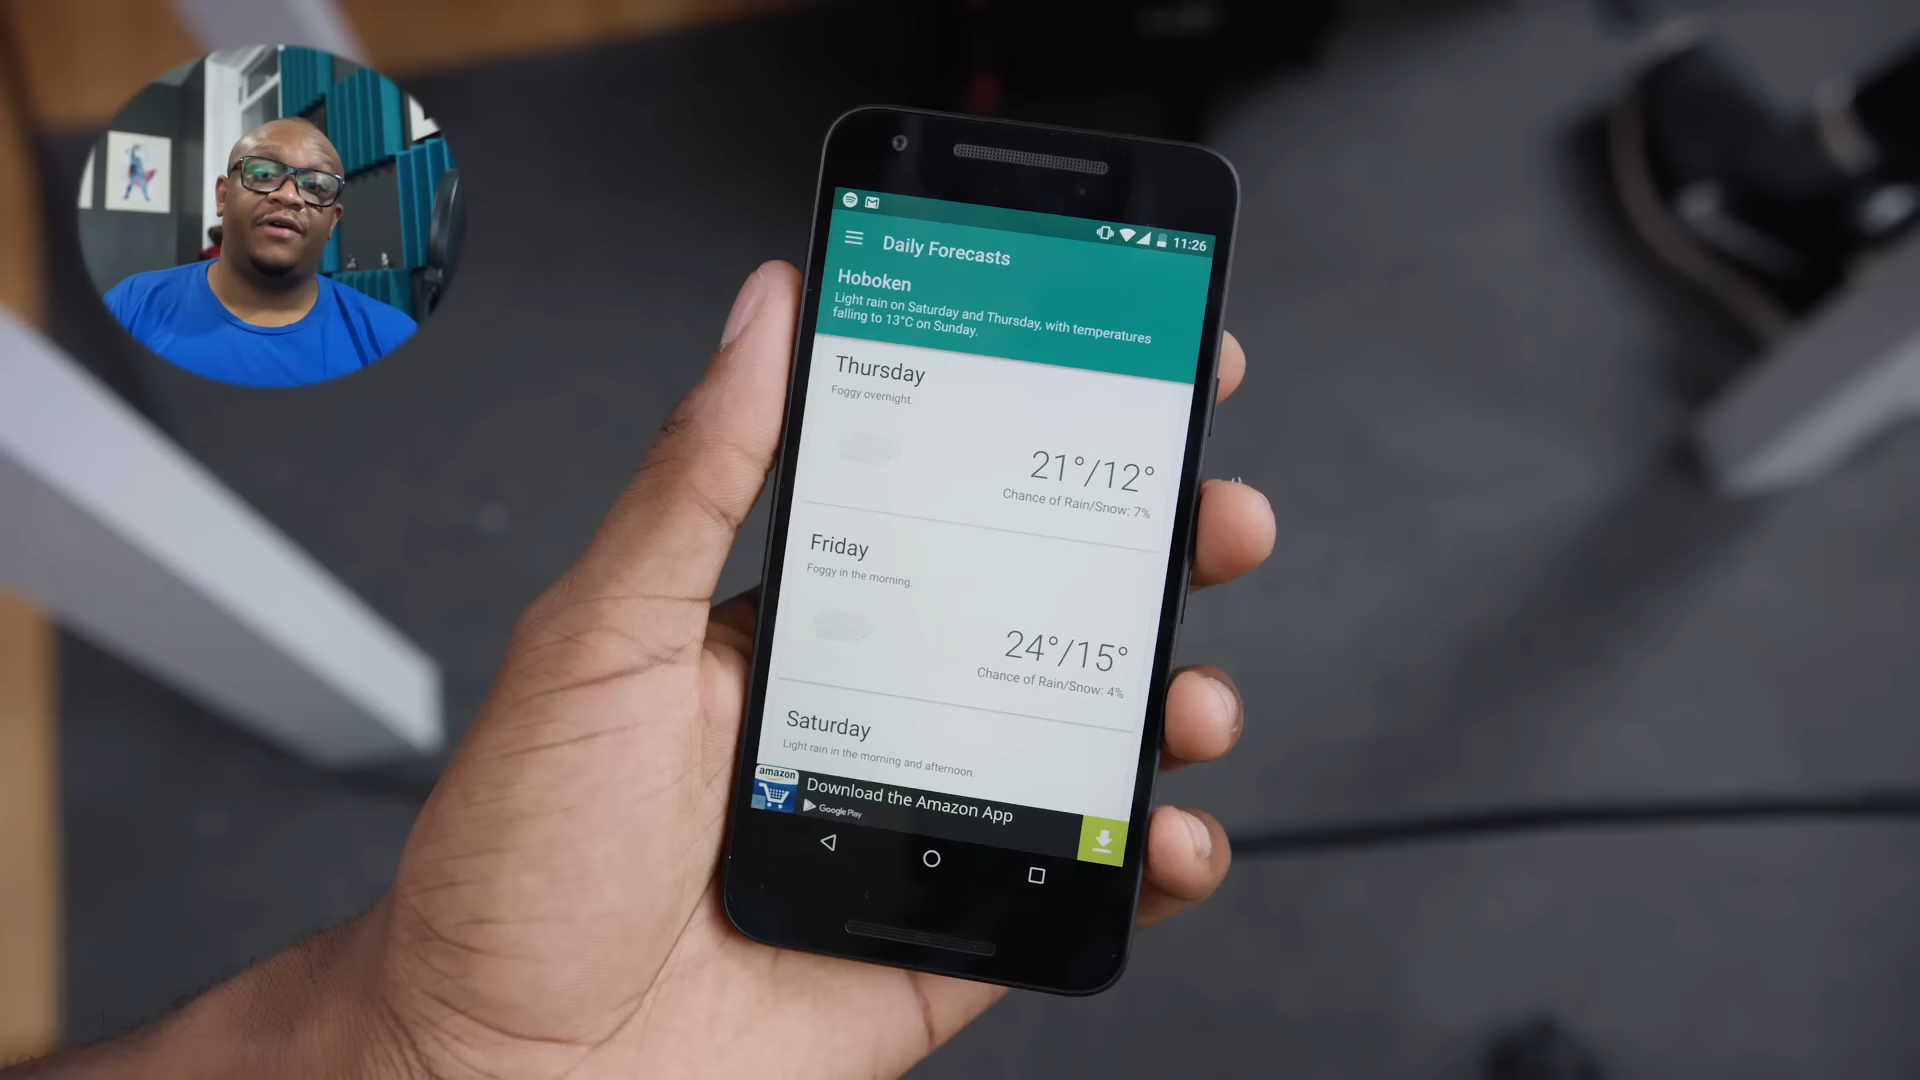 11:26
Daily Forecasts
Hoboken
Light rain on Saturday and Thursday, with temperatures
falling to 13°C on Sunday.
Thursday
Foggy overnight.
21°/12°
Chance of Rain/Snow: 7%
Friday
Foggy in the morning.
24°/15°
Chance of Rain/Snow: 4%
Saturday
Light rain in the morning and afternoon.
amazon
Download the Amazon App
Google Play